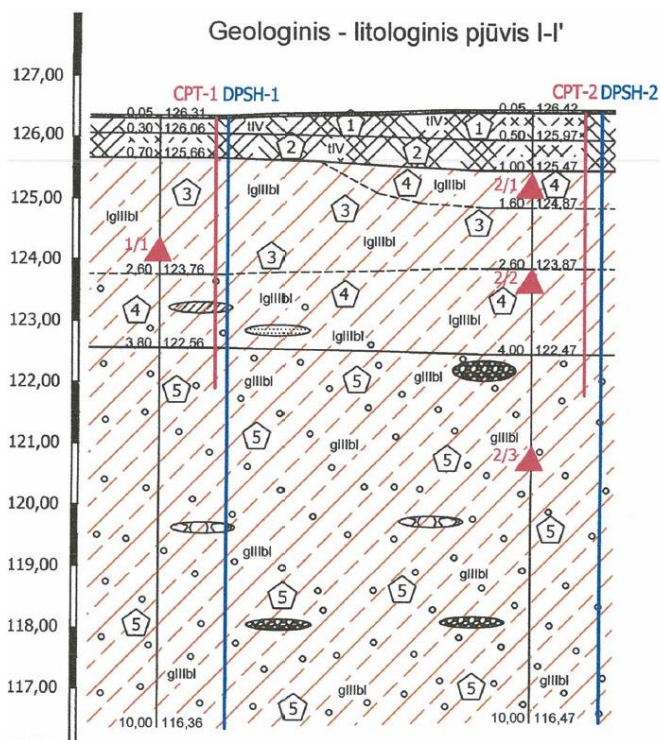 Geologinis - litologinis pjūvis I-I'
127,00
CPT-1 DPSH-1 CPT-2 DPSH-2
0.05 126.31 0.05 126.42
tIV 1 tIV 1
126,00 0.30 126.06 0.50 125.97
2 tIV 2
0.70 125.66 1.00 125.47
4 lgIIIbl 2/1 4
125,00 3 lgIIIbl 1.60 124.87
3
lgIIIbl 3
1/1
124,00 3
2.60 123.76 2.60 123.87
2/2
lgIIIbl 4 4
4
123,00 lgIIIbl
lgIIIbl
3.80 122.56 4.00 122.47
gIIIbl gIIIbl gIIIbl
122,00 5 5
121,00 5 gIIIbl
5 2/3
120,00
gIIIbl 5
119,00
gIIIbl gIIIbl
5 5
118,00 5
gIIIbl gIIIbl gIIIbl
117,00 5
5
10,00 116,36 10,00 116,47